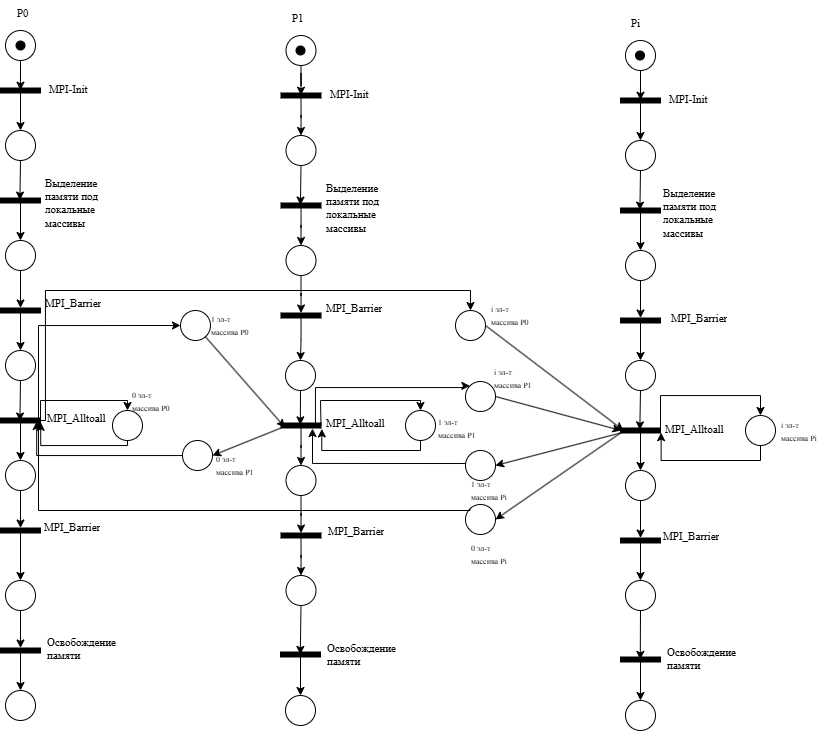 P0
P1
Pi
MPI-Init
MPI-Init
MPI-Init
Выделение
памяти под
локальные
массивы
Выделение
памяти под
локальные
массивы
Выделение
памяти под
локальные
массивы
MPI_Barrier
MPI_Barrier
MPI_Barrier
1 эл-т
массива P0
i эл-т
массива P0
0 эл-т
массива P0
i эл-т
массива P1
MPI_Alltoall
MPI_Alltoall
1 эл-т
массива P1
MPI_Alltoall
i эл-т
массива Pi
0 эл-т
массива P1
1 эл-т
массива Pi
MPI_Barrier
MPI_Barrier
MPI_Barrier
0 эл-т
массива Pi
Освобождение
памяти
Освобождение
памяти
Освобождение
памяти